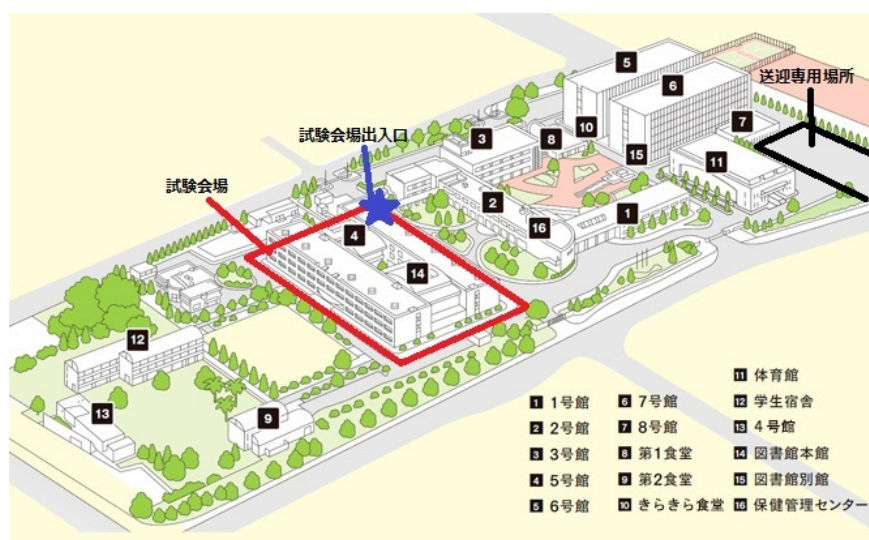 送迎専用場所
試験会場出入口
試験会場
5
6
7
3
8
10
15
11
2
1
16
4
14
12
13
9
1 1号館
2 2号館
3 3号館
4 5号館
5 6号館
6 7号館
7 8号館
8 第1食堂
9 第2食堂
10 きらきら食堂
11 体育館
12 学生宿舎
13 4号館
14 図書館本館
15 図書館別館
16 保健管理センター